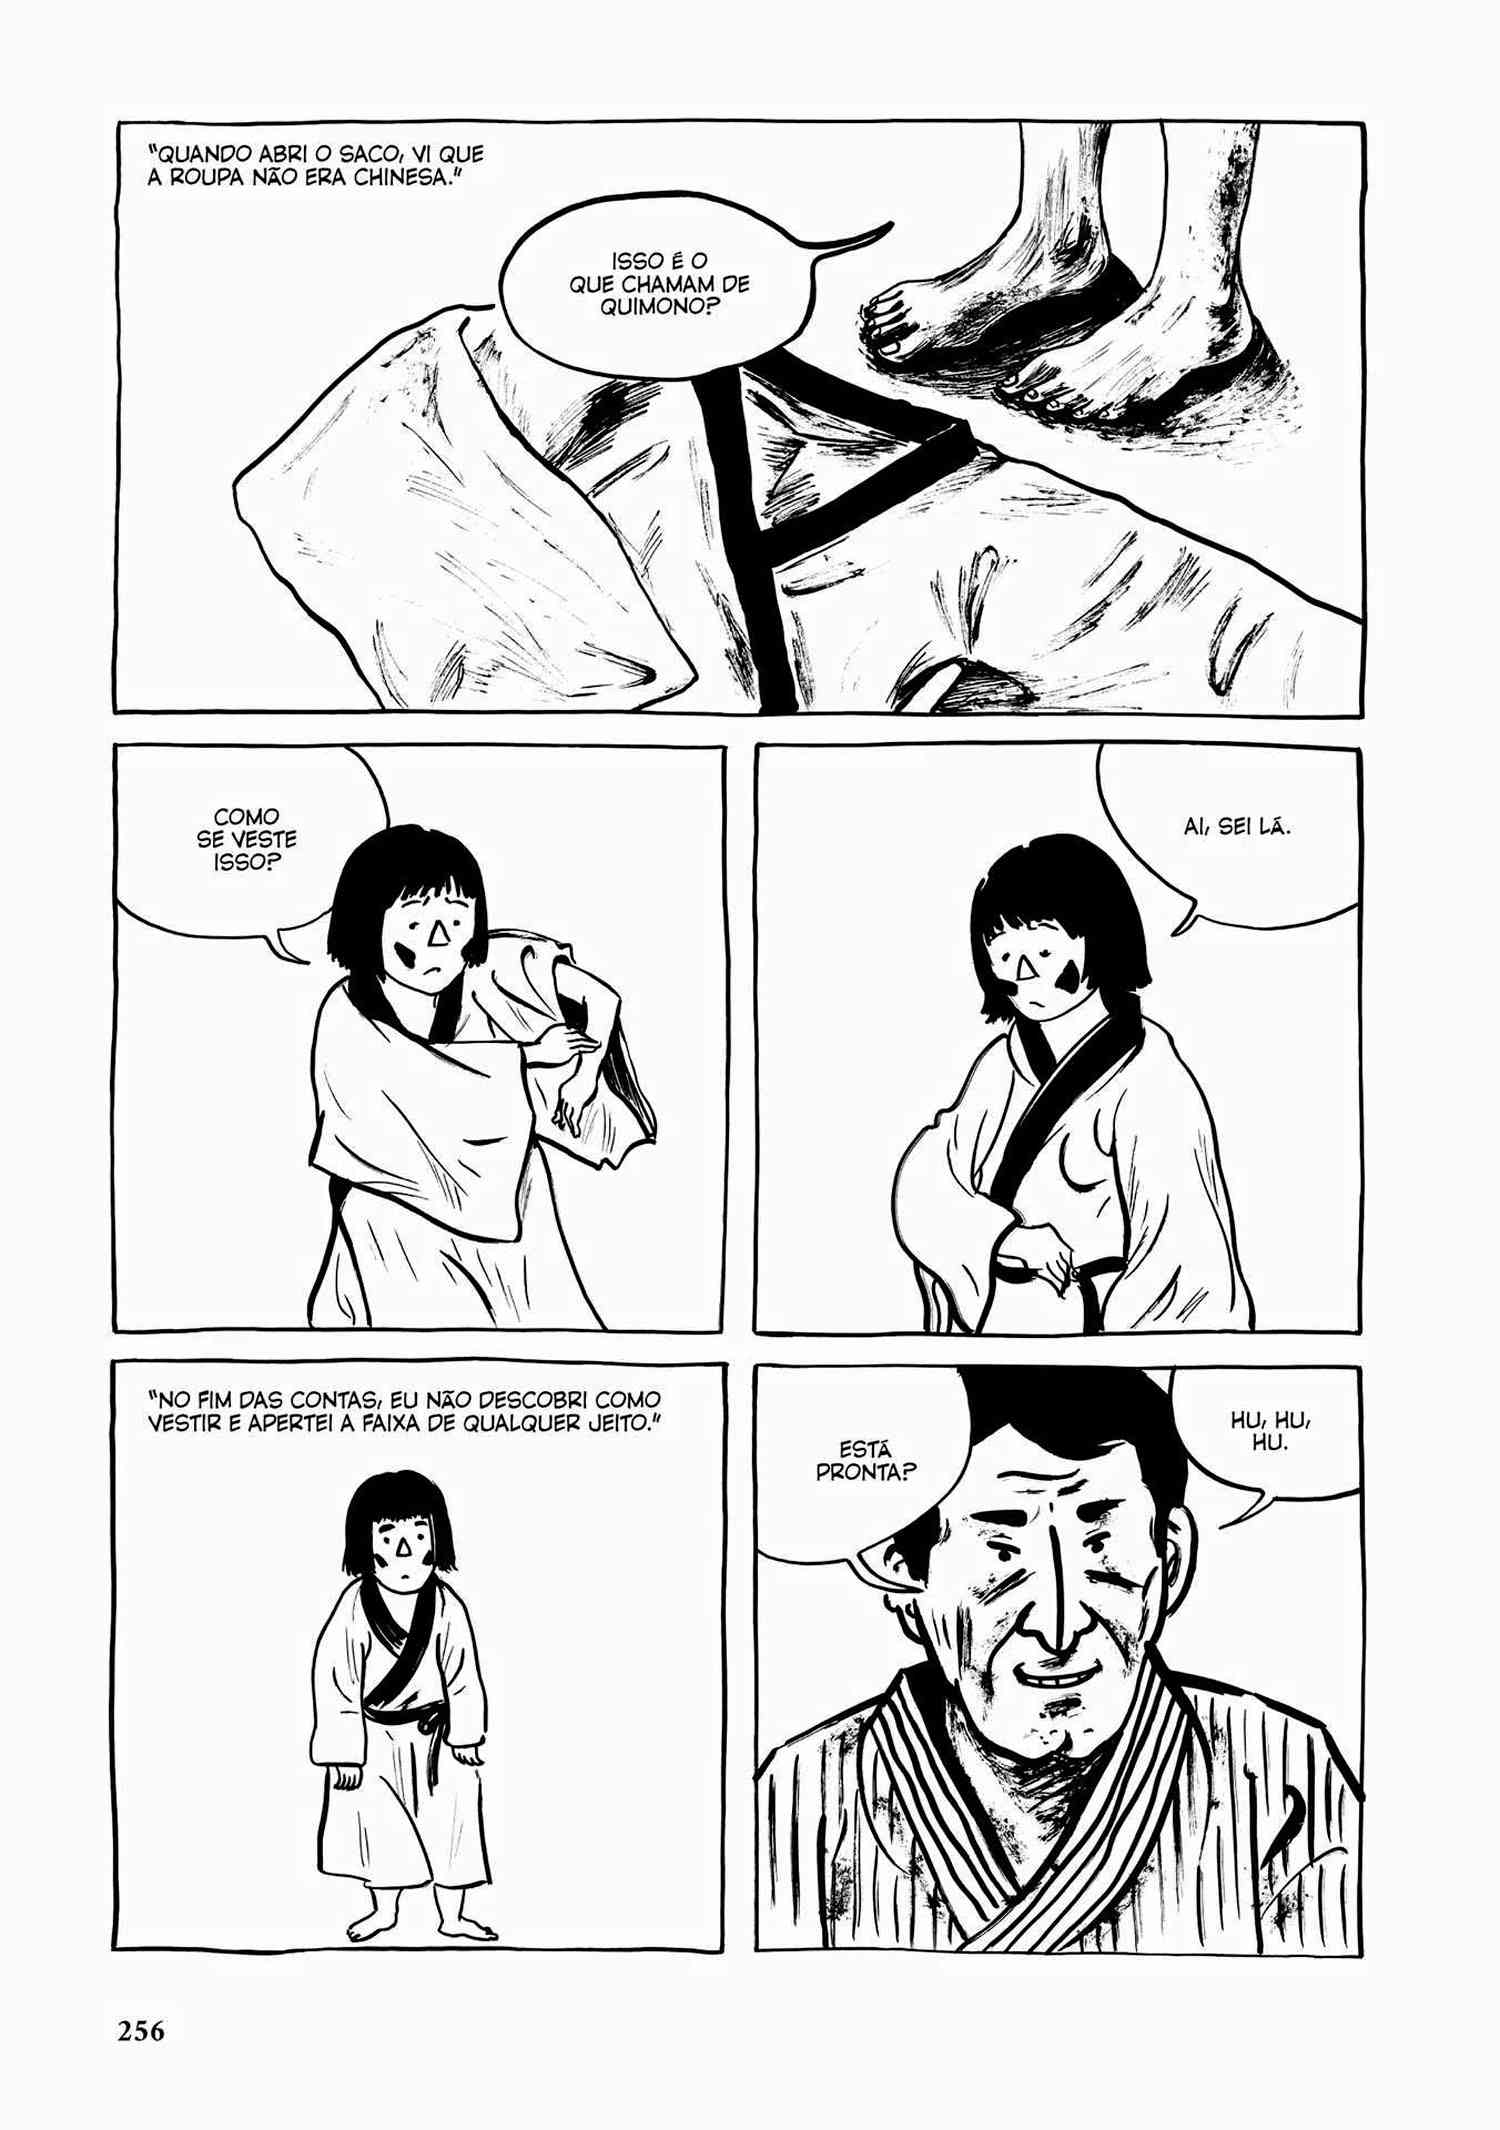 "QUANDO ABRI O SACO, VI QUE
A ROUPA NÃO ERA CHINESA."
ISSO É O
QUE CHAMAM DE
QUIMONO?
COMO
SE VESTE
ISSO?
AI, SEI LÁ.
"NO FIM DAS CONTAS, EU NÃO DESCOBRI COMO
VESTIR E APERTEI A FAIXA DE QUALQUER JEITO."
ESTÁ
PRONTA?
HU, HU,
HU.
256